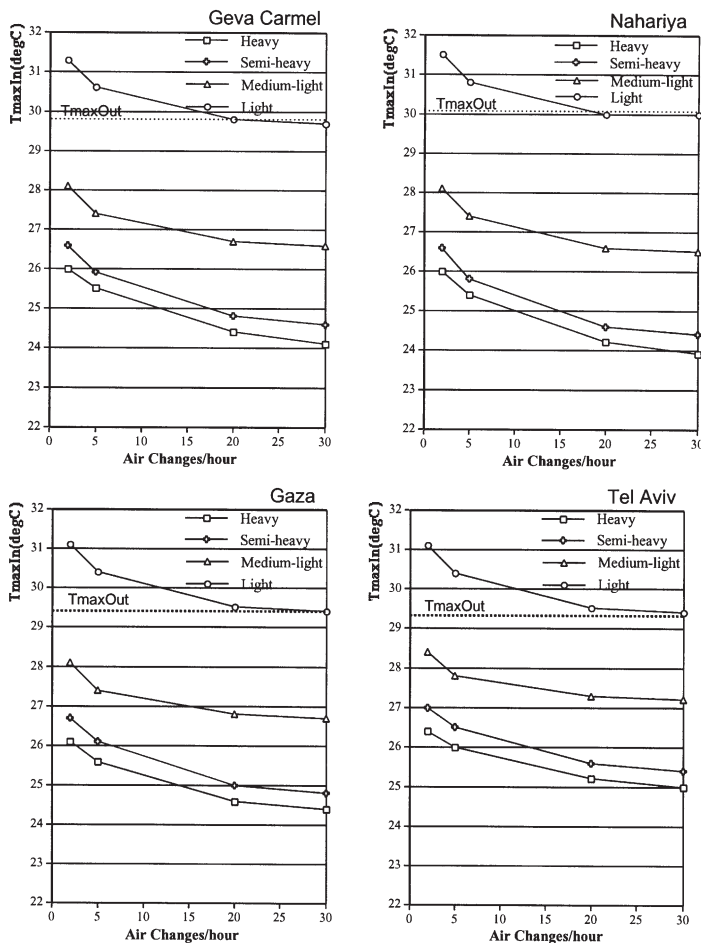 Geva Carmel
TmaxIn(degC)
32
31
30
29
28
27
26
25
24
23
22
Heavy
Semi-heavy
Medium-light
Light
TmaxOut
0 5 10 15 20 25 30
Air Changes/hour
Nahariya
TmaxIn(degC)
32
31
30
29
28
27
26
25
24
23
22
Heavy
Semi-heavy
Medium-light
Light
TmaxOut
0 5 10 15 20 25 30
Air Changes/hour
Gaza
TmaxIn(degC)
32
31
30
29
28
27
26
25
24
23
22
Heavy
Semi-heavy
Medium-light
Light
TmaxOut
0 5 10 15 20 25 30
Air Changes/hour
Tel Aviv
TmaxIn(degC)
32
31
30
29
28
27
26
25
24
23
22
Heavy
Semi-heavy
Medium-light
Light
TmaxOut
0 5 10 15 20 25 30
Air Changes/hour